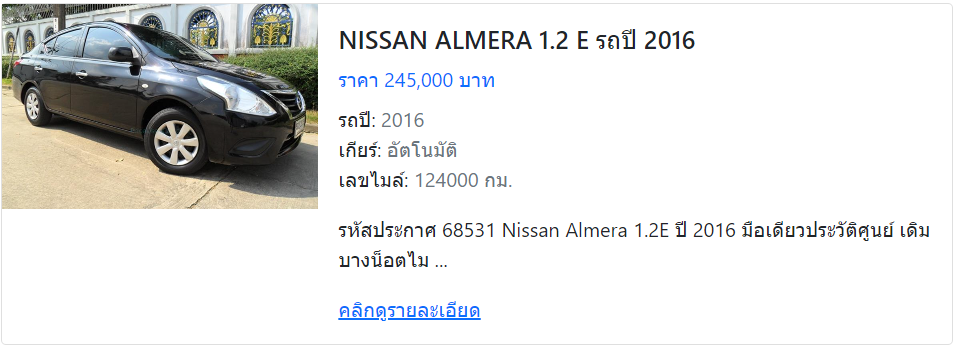 NISSAN ALMERA 1.2 E รถปี 2016
ราคา 245,000 บาท
รถปี: 2016
เกียร์: อัตโนมัติ
เลขไมล์: 124000 กม.
รหัสประกาศ 68531 Nissan Almera 1.2E ปี 2016 มือเดียวประวัติศูนย์ เดิม
บางน็อตไม ...
คลิกดูรายละเอียด